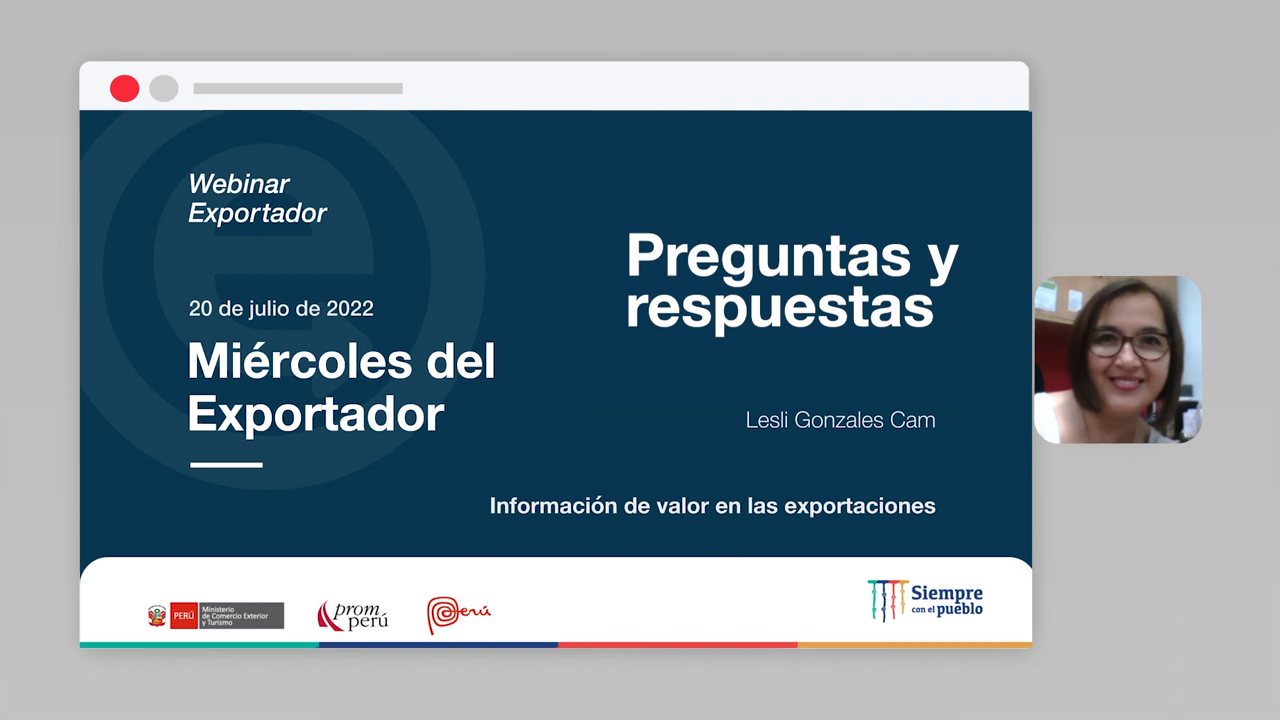 Webinar
Exportador
20 de julio de 2022
Miércoles del
Exportador
Preguntas y
respuestas
Lesli Gonzales Cam
Información de valor en las exportaciones
PERÚ
Ministerio
de Comercio Exterior
y Turismo
prom
perú
Perú
Siempre
con el pueblo